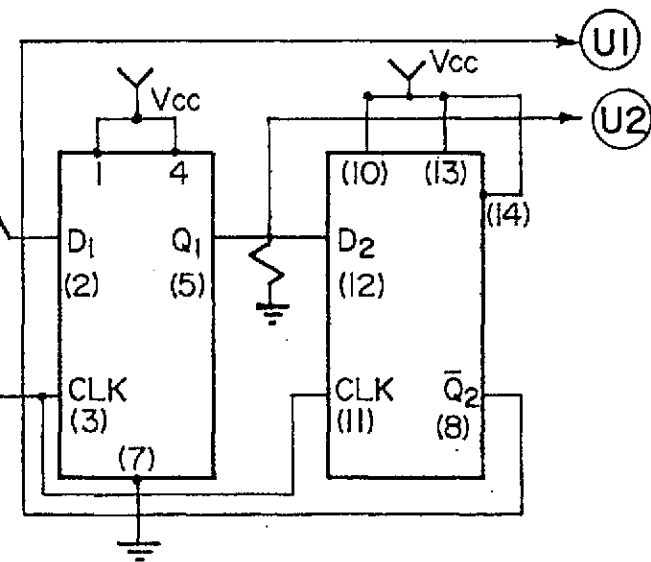 U1
Vcc
Vcc
U2
1 4
(10) (13)
(14)
D1 Q1
D2
(2) (5)
(12)
CLK
CLK Q̄2
(3)
(11) (8)
(7)